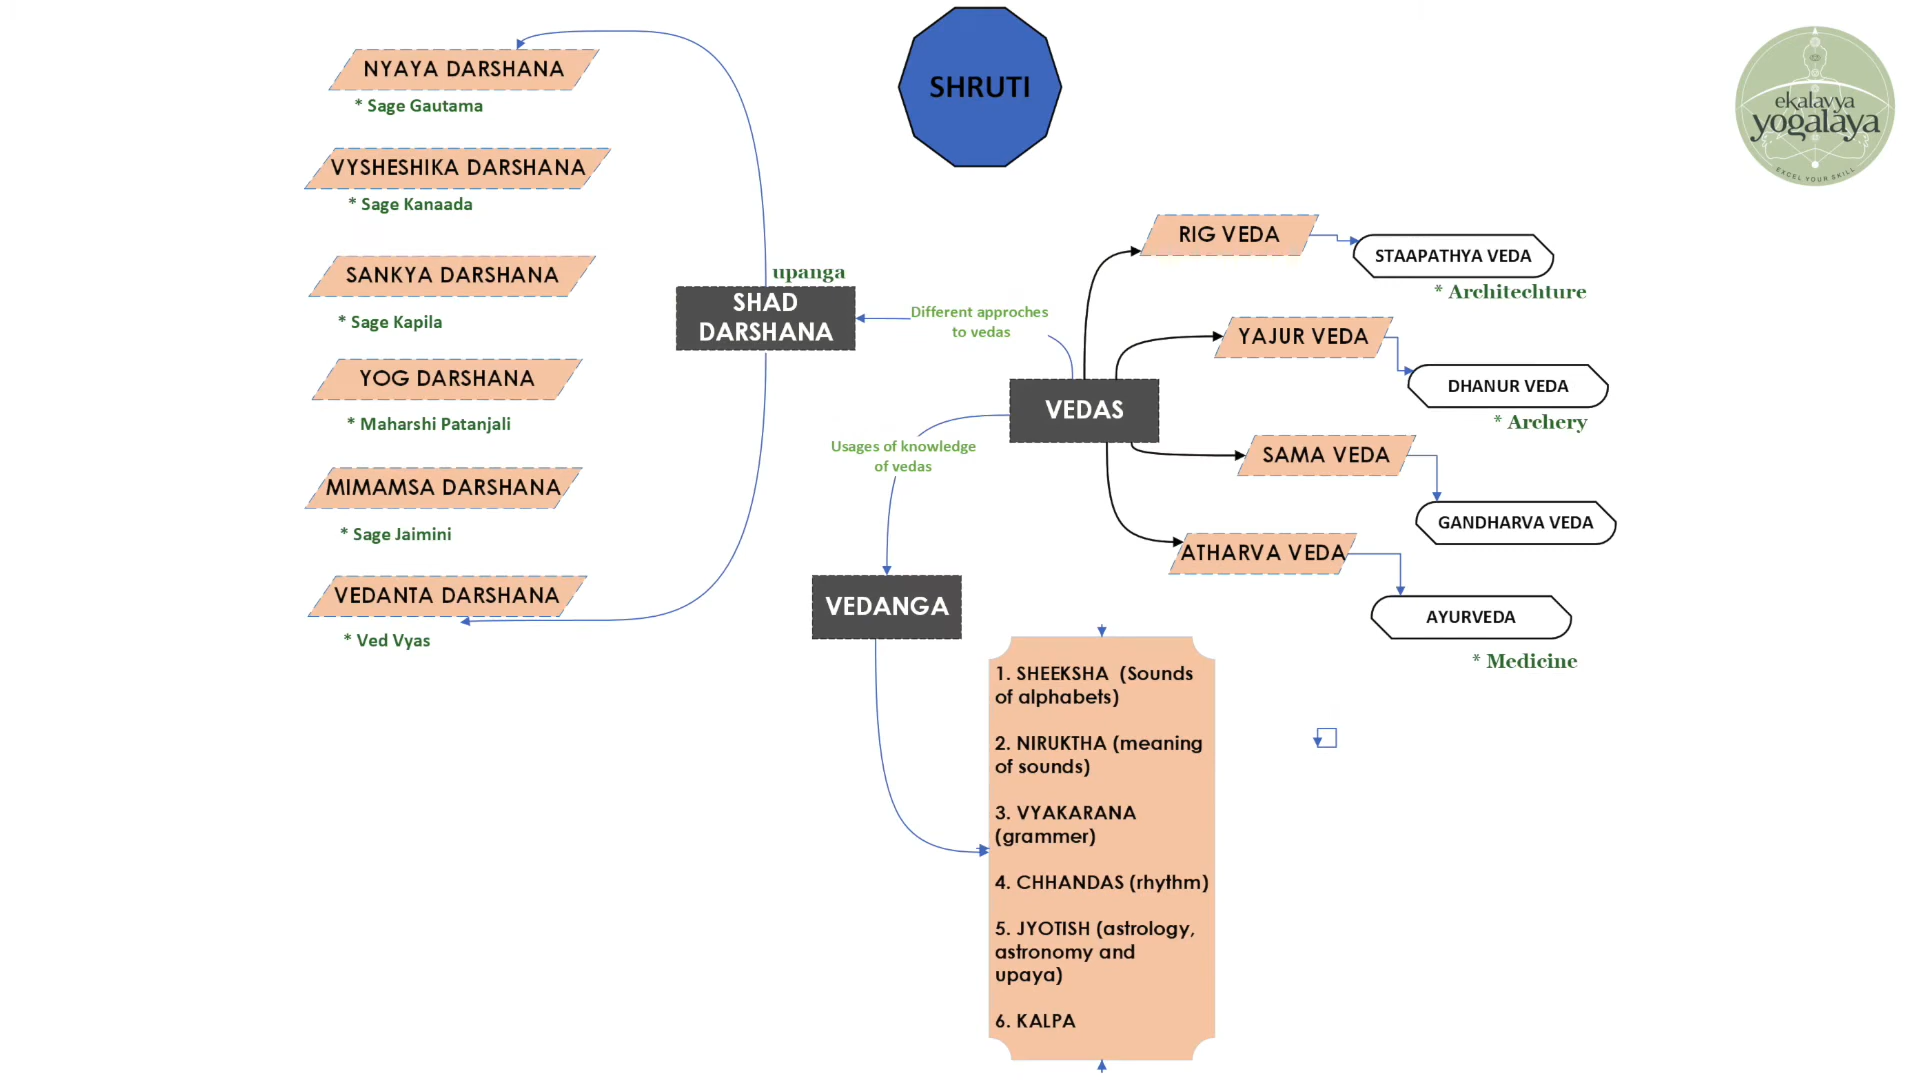 SHRUTI
ekalavya
yogalaya
EXCEL YOUR SKILL
NYAYA DARSHANA
* Sage Gautama
VYSHESHIKA DARSHANA
* Sage Kanaada
SANKYA DARSHANA
* Sage Kapila
YOG DARSHANA
* Maharshi Patanjali
MIMAMSA DARSHANA
* Sage Jaimini
VEDANTA DARSHANA
* Ved Vyas
upanga
SHAD
DARSHANA
Different approches
to vedas
VEDAS
Usages of knowledge
of vedas
VEDANGA
RIG VEDA
STAAPATHYA VEDA
* Architechture
YAJUR VEDA
DHANUR VEDA
* Archery
SAMA VEDA
GANDHARVA VEDA
ATHARVA VEDA
AYURVEDA
* Medicine
1. SHEEKSHA (Sounds
of alphabets)
2. NIRUKTHA (meaning
of sounds)
3. VYAKARANA
(grammer)
4. CHHANDAS (rhythm)
5. JYOTISH (astrology,
astronomy and
upaya)
6. KALPA